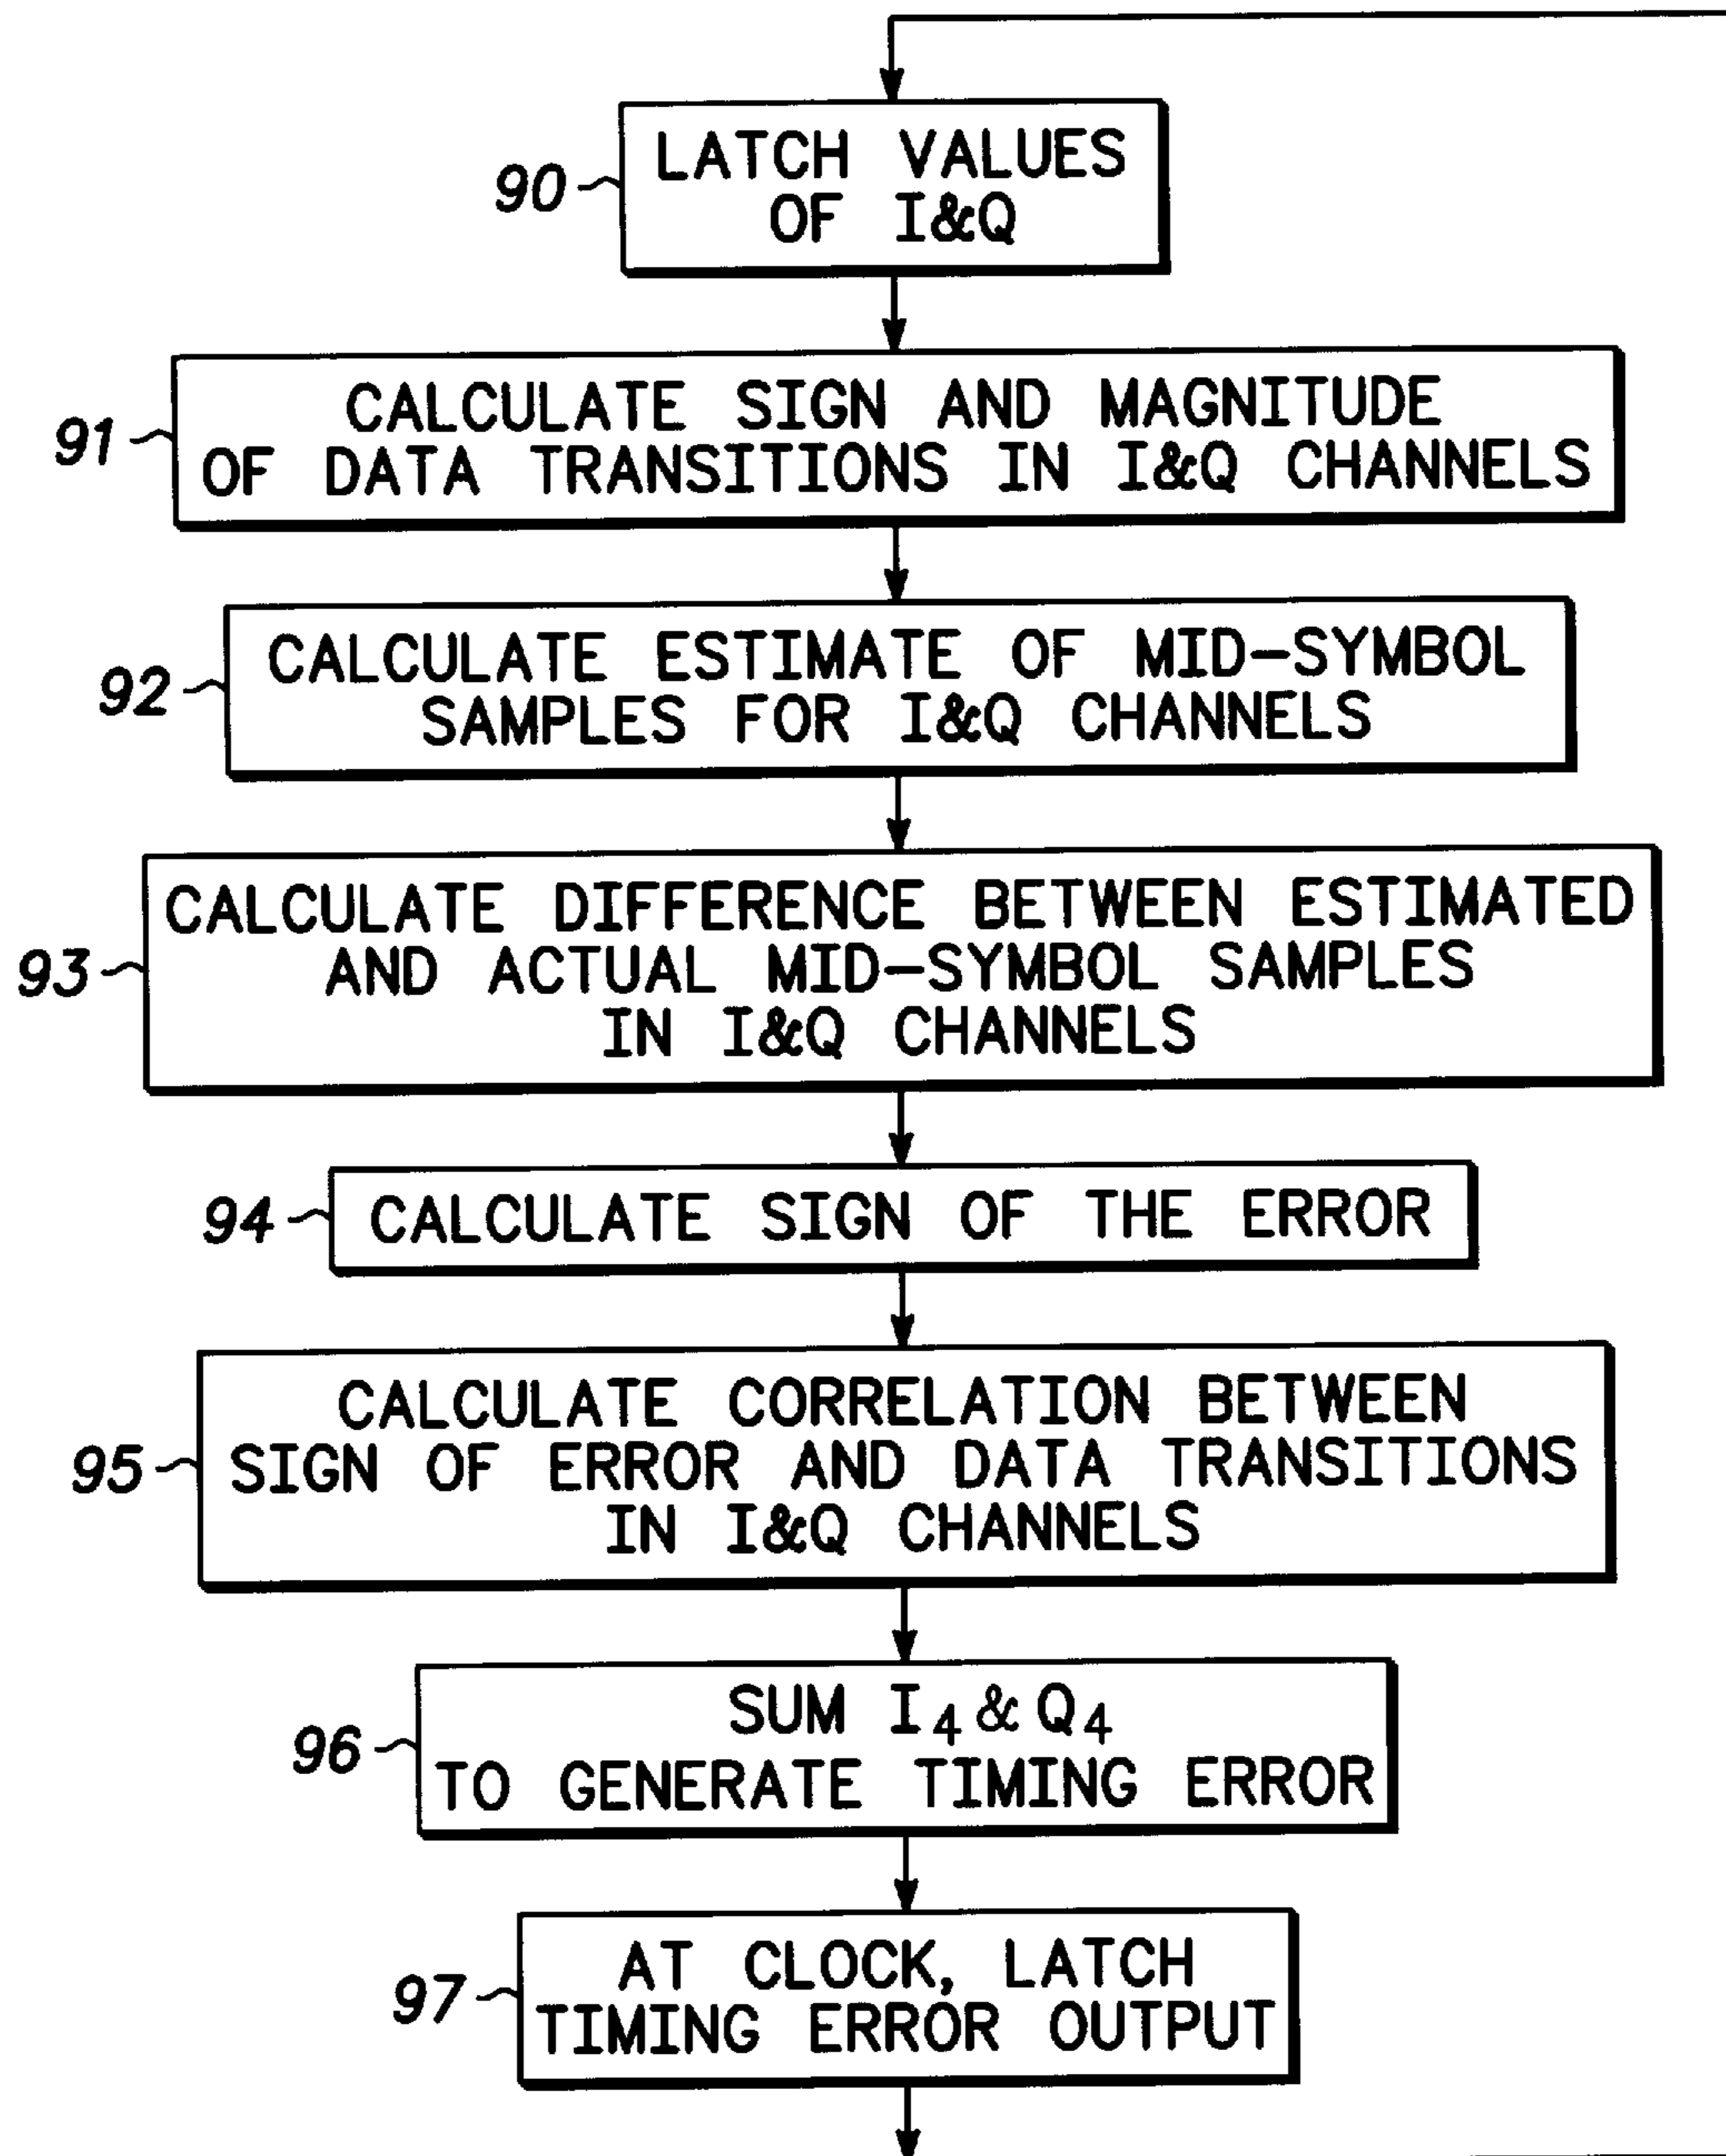 90
LATCH VALUES
OF I&Q
91
CALCULATE SIGN AND MAGNITUDE
OF DATA TRANSITIONS IN I&Q CHANNELS
92
CALCULATE ESTIMATE OF MID-SYMBOL
SAMPLES FOR I&Q CHANNELS
93
CALCULATE DIFFERENCE BETWEEN ESTIMATED
AND ACTUAL MID-SYMBOL SAMPLES
IN I&Q CHANNELS
94
CALCULATE SIGN OF THE ERROR
95
CALCULATE CORRELATION BETWEEN
SIGN OF ERROR AND DATA TRANSITIONS
IN I&Q CHANNELS
96
SUM I₄ & Q₄
TO GENERATE TIMING ERROR
97
AT CLOCK, LATCH
TIMING ERROR OUTPUT